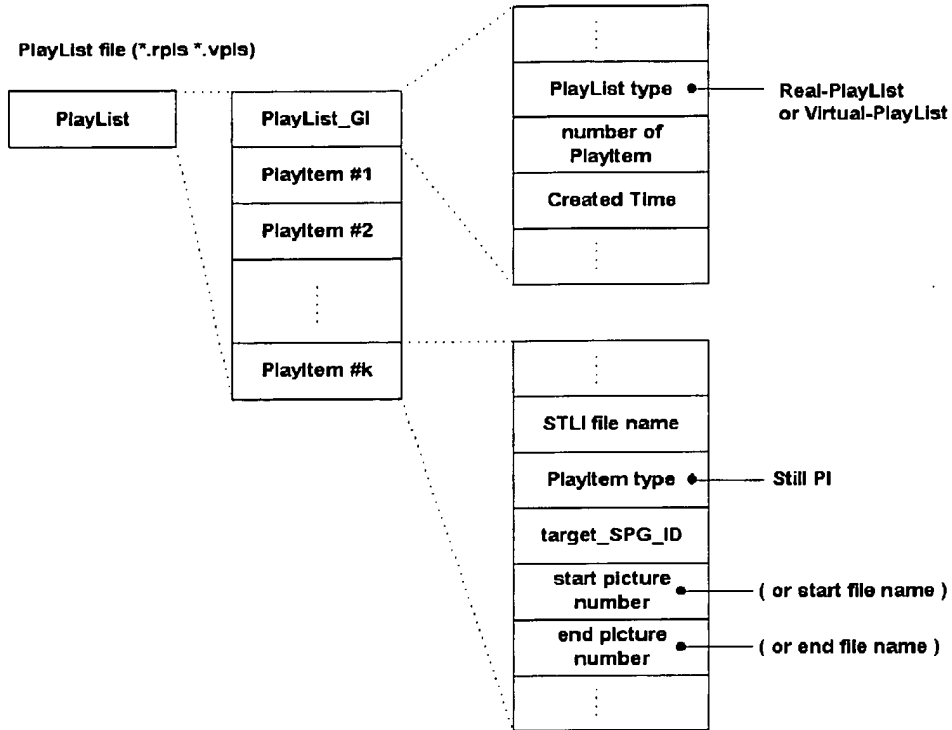 PlayList file (*.rpls *.vpls)
PlayList
PlayList_GI
PlayItem #1
PlayItem #2
PlayItem #k
PlayList type
Real-PlayList
or Virtual-PlayList
number of
PlayItem
Created Time
STLI file name
PlayItem type
Still PI
target_SPG_ID
start picture
number
( or start file name )
end picture
number
( or end file name )